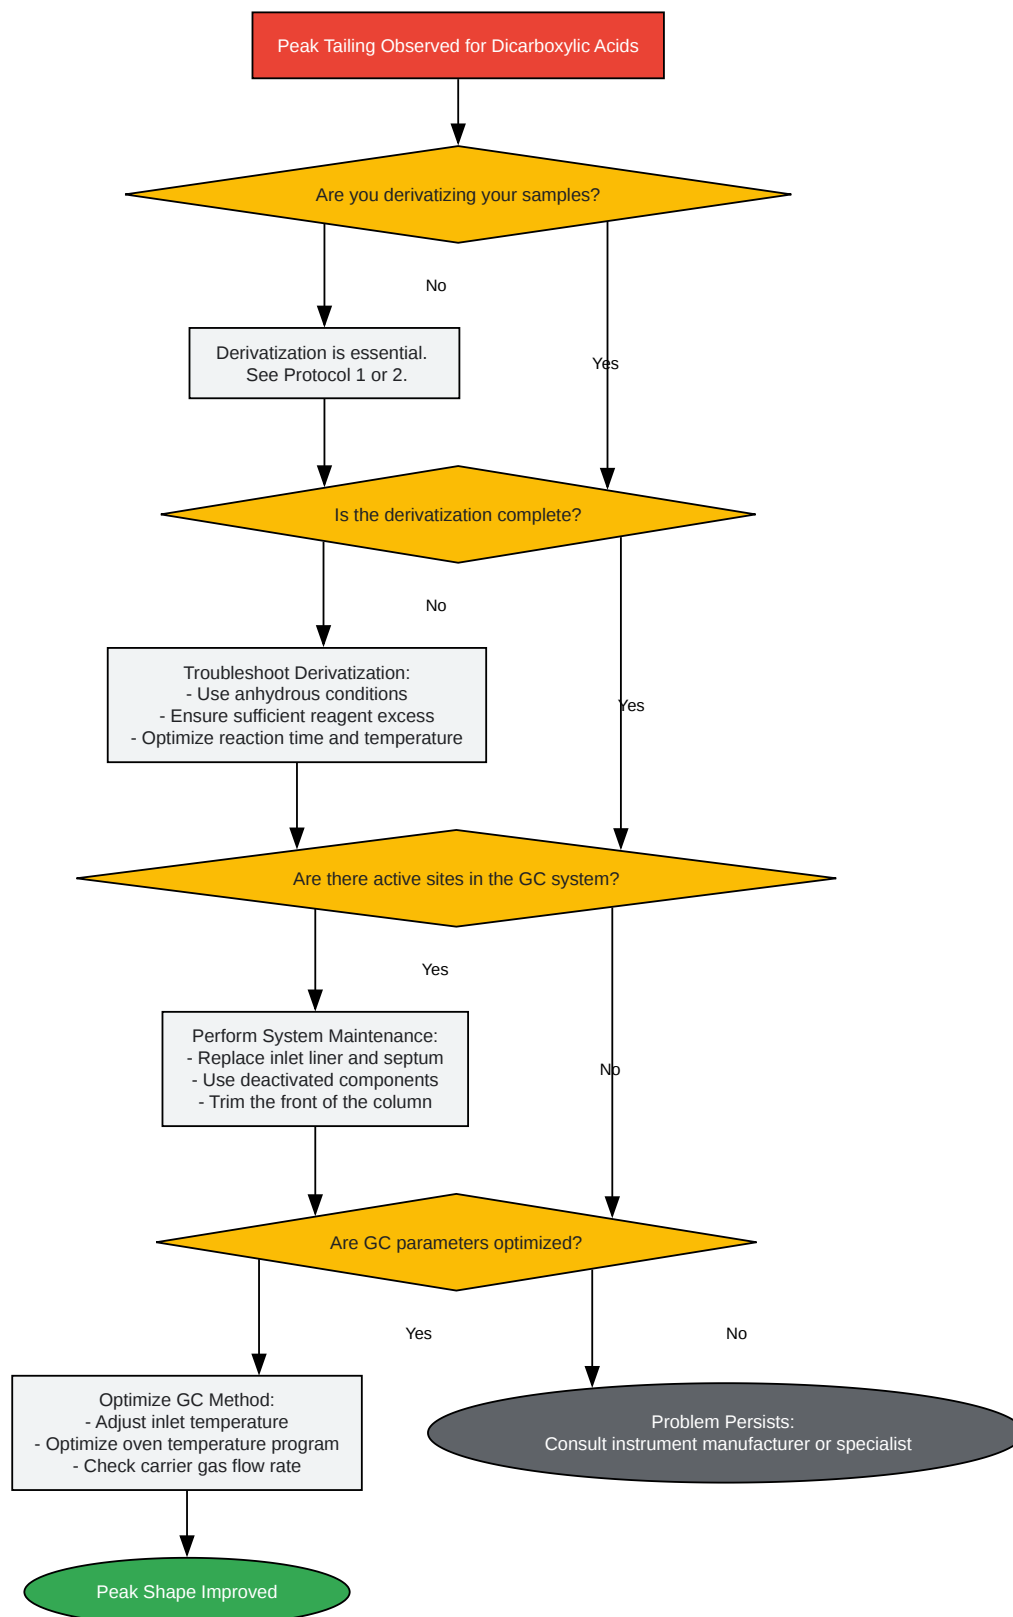 Peak Tailing Observed for Dicarboxylic Acids
Are you derivatizing your samples?
No
Derivatization is essential.
See Protocol 1 or 2.
Yes
Is the derivatization complete?
No
Troubleshoot Derivatization:
- Use anhydrous conditions
- Ensure sufficient reagent excess
- Optimize reaction time and temperature
Yes
Are there active sites in the GC system?
Yes
Perform System Maintenance:
- Replace inlet liner and septum
- Use deactivated components
- Trim the front of the column
No
Are GC parameters optimized?
Yes
No
Optimize GC Method:
- Adjust inlet temperature
- Optimize oven temperature program
- Check carrier gas flow rate
Problem Persists:
Consult instrument manufacturer or specialist
Peak Shape Improved